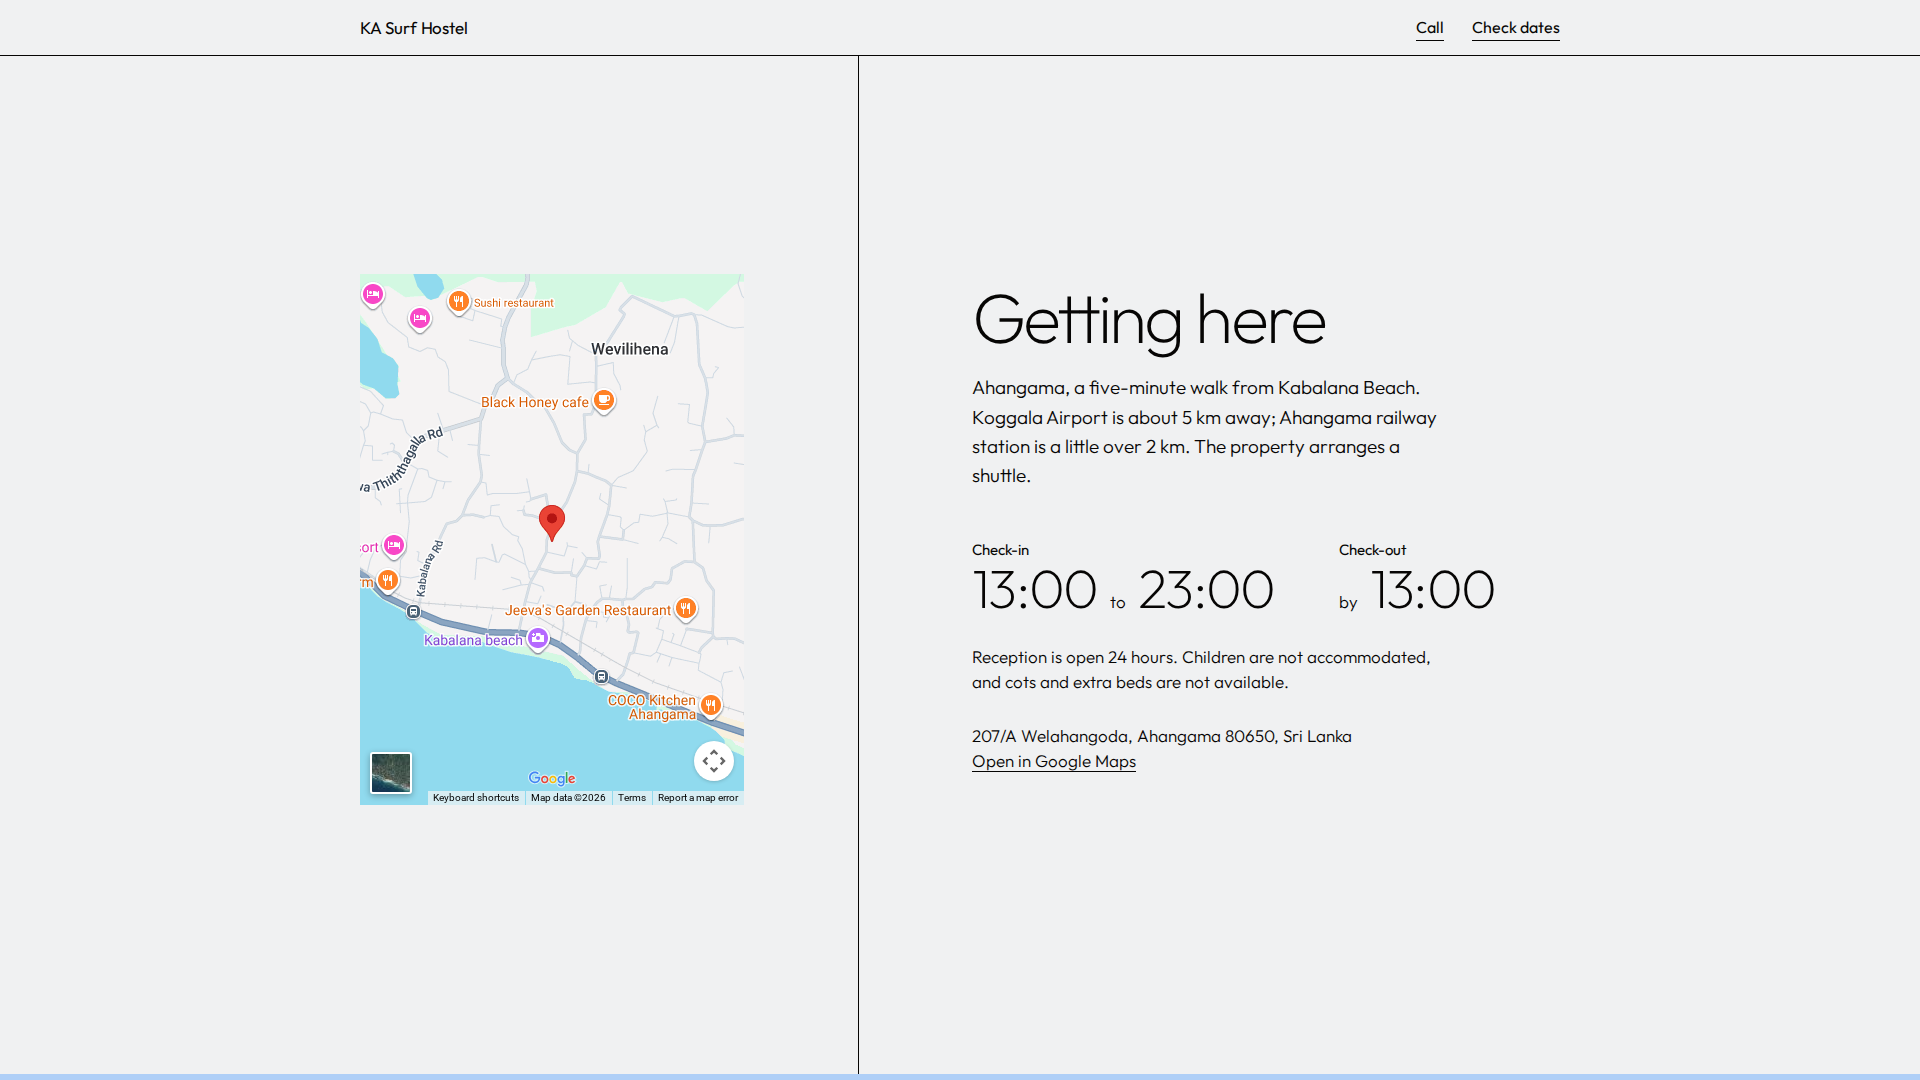 KA Surf Hostel
Call
Check dates
Sushi restaurant
Wevilihena
Black Honey cafe
va Thiththagalla Rd
ort
Kabalana Rd
rm
Jeeva's Garden Restaurant
Kabalana beach
COCO Kitchen
Ahangama
Google
Keyboard shortcuts
Map data ©2026
Terms
Report a map error
Getting here
Ahangama, a five-minute walk from Kabalana Beach.
Koggala Airport is about 5 km away; Ahangama railway
station is a little over 2 km. The property arranges a
shuttle.
Check-in
13:00 to 23:00
Check-out
by 13:00
Reception is open 24 hours. Children are not accommodated,
and cots and extra beds are not available.
207/A Welahangoda, Ahangama 80650, Sri Lanka
Open in Google Maps